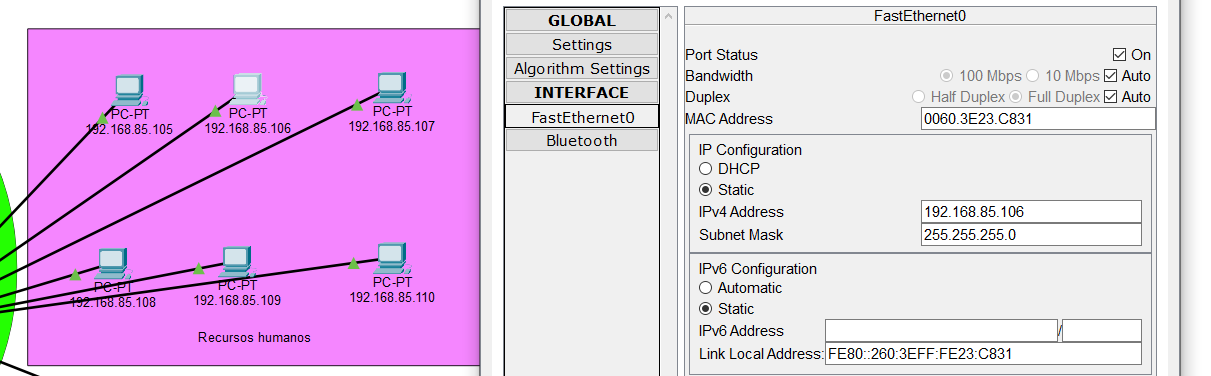 PC-PT
192.168.85.105
PC-PT
192.168.85.106
PC-PT
192.168.85.107
PC-PT
192.168.85.108
PC-PT
192.168.85.109
PC-PT
192.168.85.110
Recursos humanos
GLOBAL
Settings
Algorithm Settings
INTERFACE
FastEthernet0
Bluetooth
FastEthernet0
Port Status On
Bandwidth 100 Mbps 10 Mbps Auto
Duplex Half Duplex Full Duplex Auto
MAC Address 0060.3E23.C831
IP Configuration
DHCP
Static
IPv4 Address 192.168.85.106
Subnet Mask 255.255.255.0
IPv6 Configuration
Automatic
Static
IPv6 Address /
Link Local Address: FE80::260:3EFF:FE23:C831